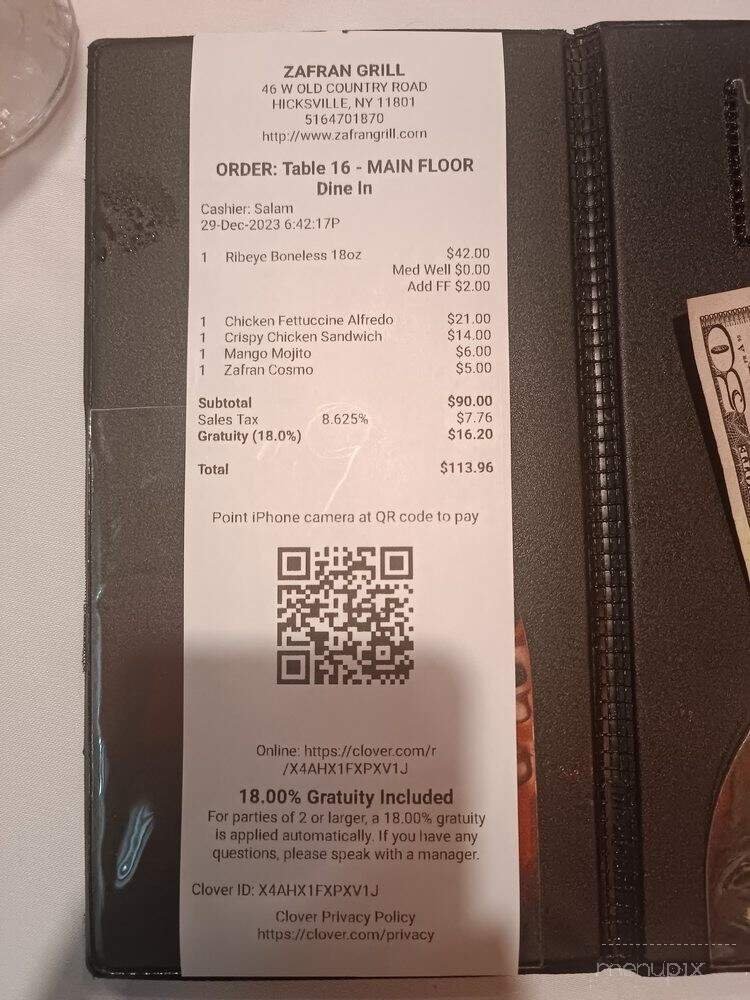 ZAFRAN GRILL
46 W OLD COUNTRY ROAD
HICKSVILLE, NY 11801
5164701870
http://www.zafrangrill.com
ORDER: Table 16 - MAIN FLOOR
Dine In
Cashier: Salam
29-Dec-2023 6:42:17P
1 Ribeye Boneless 18oz $42.00
Med Well $0.00
Add FF $2.00
1 Chicken Fettuccine Alfredo $21.00
1 Crispy Chicken Sandwich $14.00
1 Mango Mojito $6.00
1 Zafran Cosmo $5.00
Subtotal $90.00
Sales Tax 8.625% $7.76
Gratuity (18.0%) $16.20
Total $113.96
Point iPhone camera at QR code to pay
Online: https://clover.com/r
/X4AHX1FXPXV1J
18.00% Gratuity Included
For parties of 2 or larger, a 18.00% gratuity
is applied automatically. If you have any
questions, please speak with a manager.
Clover ID: X4AHX1FXPXV1J
Clover Privacy Policy
https://clover.com/privacy
50
menupix